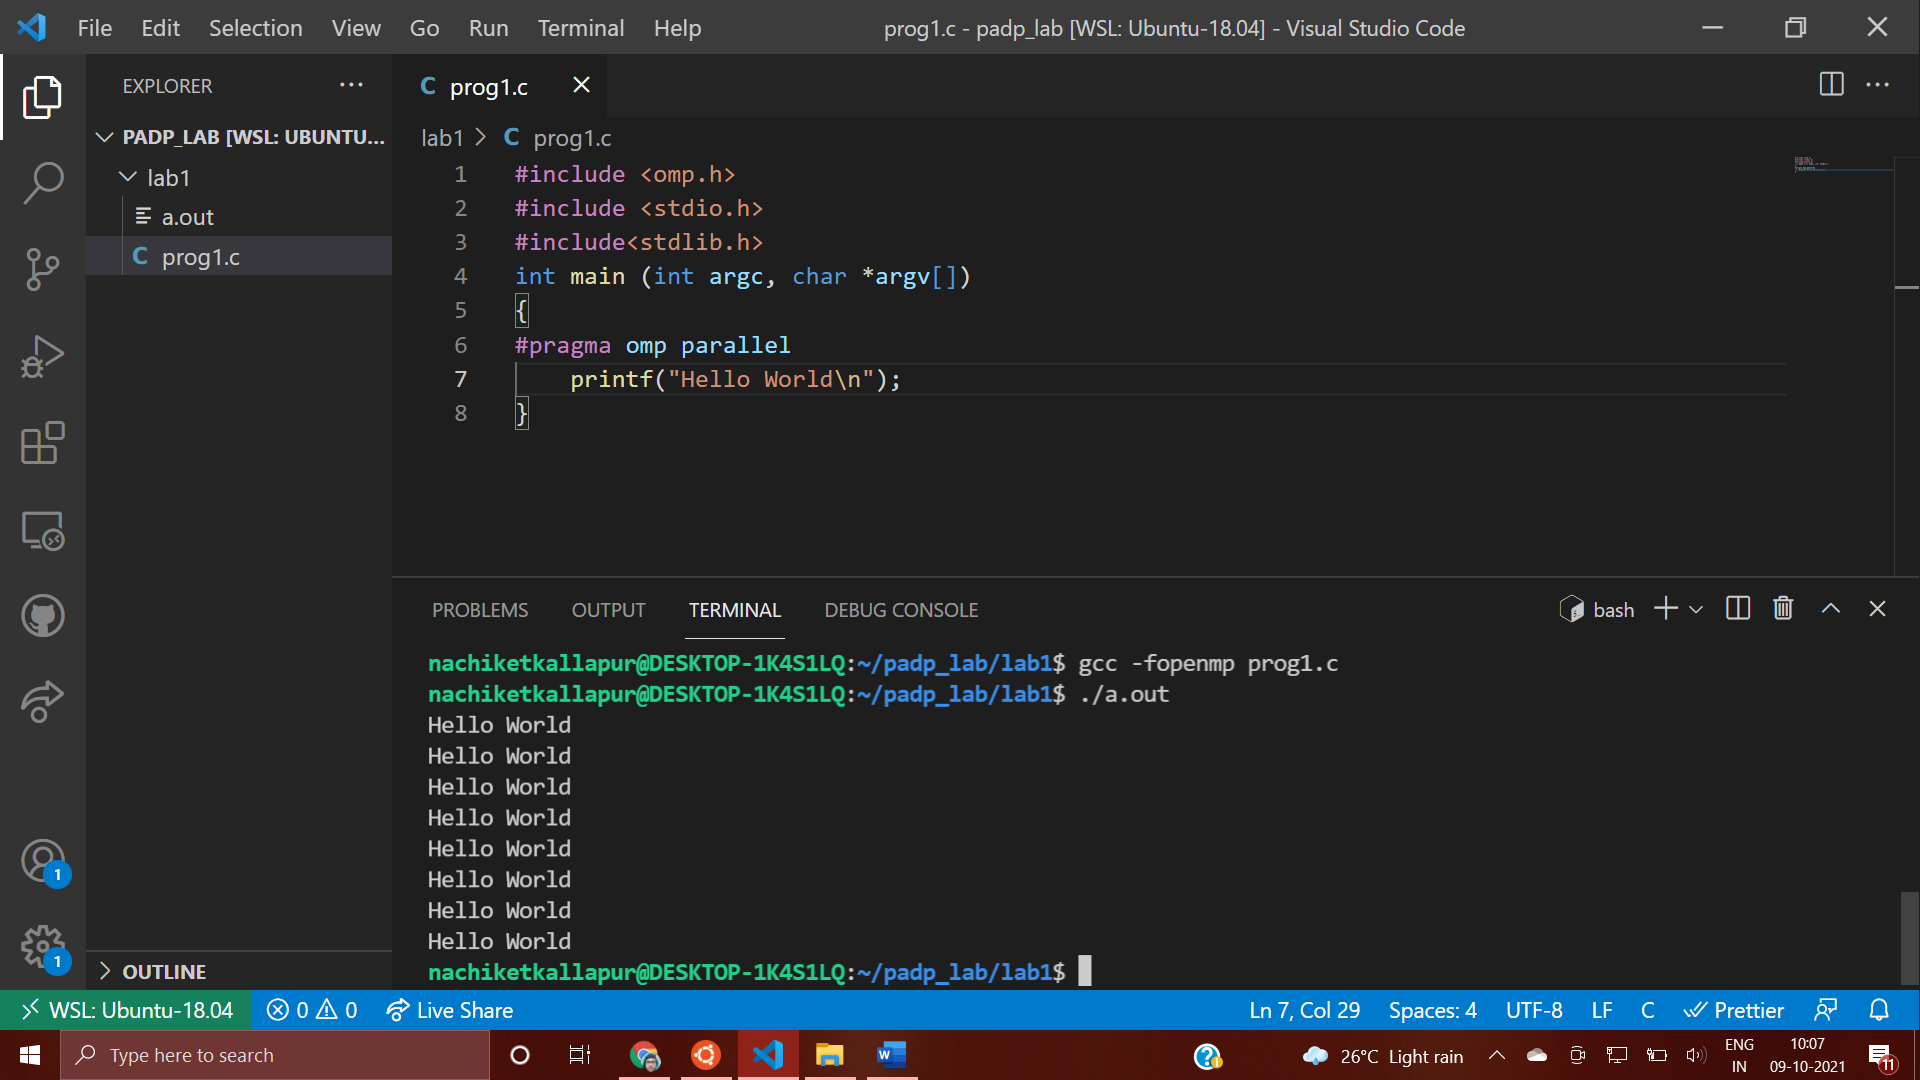 File Edit Selection View Go Run Terminal Help
prog1.c - padp_lab [WSL: Ubuntu-18.04] - Visual Studio Code
EXPLORER
PADP_LAB [WSL: UBUNTU...
lab1
a.out
C prog1.c
OUTLINE
1
1
C prog1.c
lab1 > C prog1.c
1 #include <omp.h>
2 #include <stdio.h>
3 #include<stdlib.h>
4 int main (int argc, char *argv[])
5 {
6 #pragma omp parallel
7 printf("Hello World\n");
8 }
PROBLEMS OUTPUT TERMINAL DEBUG CONSOLE
bash
nachiketkallapur@DESKTOP-1K4S1LQ:~/padp_lab/lab1$ gcc -fopenmp prog1.c
nachiketkallapur@DESKTOP-1K4S1LQ:~/padp_lab/lab1$ ./a.out
Hello World
Hello World
Hello World
Hello World
Hello World
Hello World
Hello World
Hello World
nachiketkallapur@DESKTOP-1K4S1LQ:~/padp_lab/lab1$
WSL: Ubuntu-18.04 0 0 Live Share Ln 7, Col 29 Spaces: 4 UTF-8 LF C Prettier
Type here to search
W
?
26°C Light rain
ENG
IN
10:07
09-10-2021
11